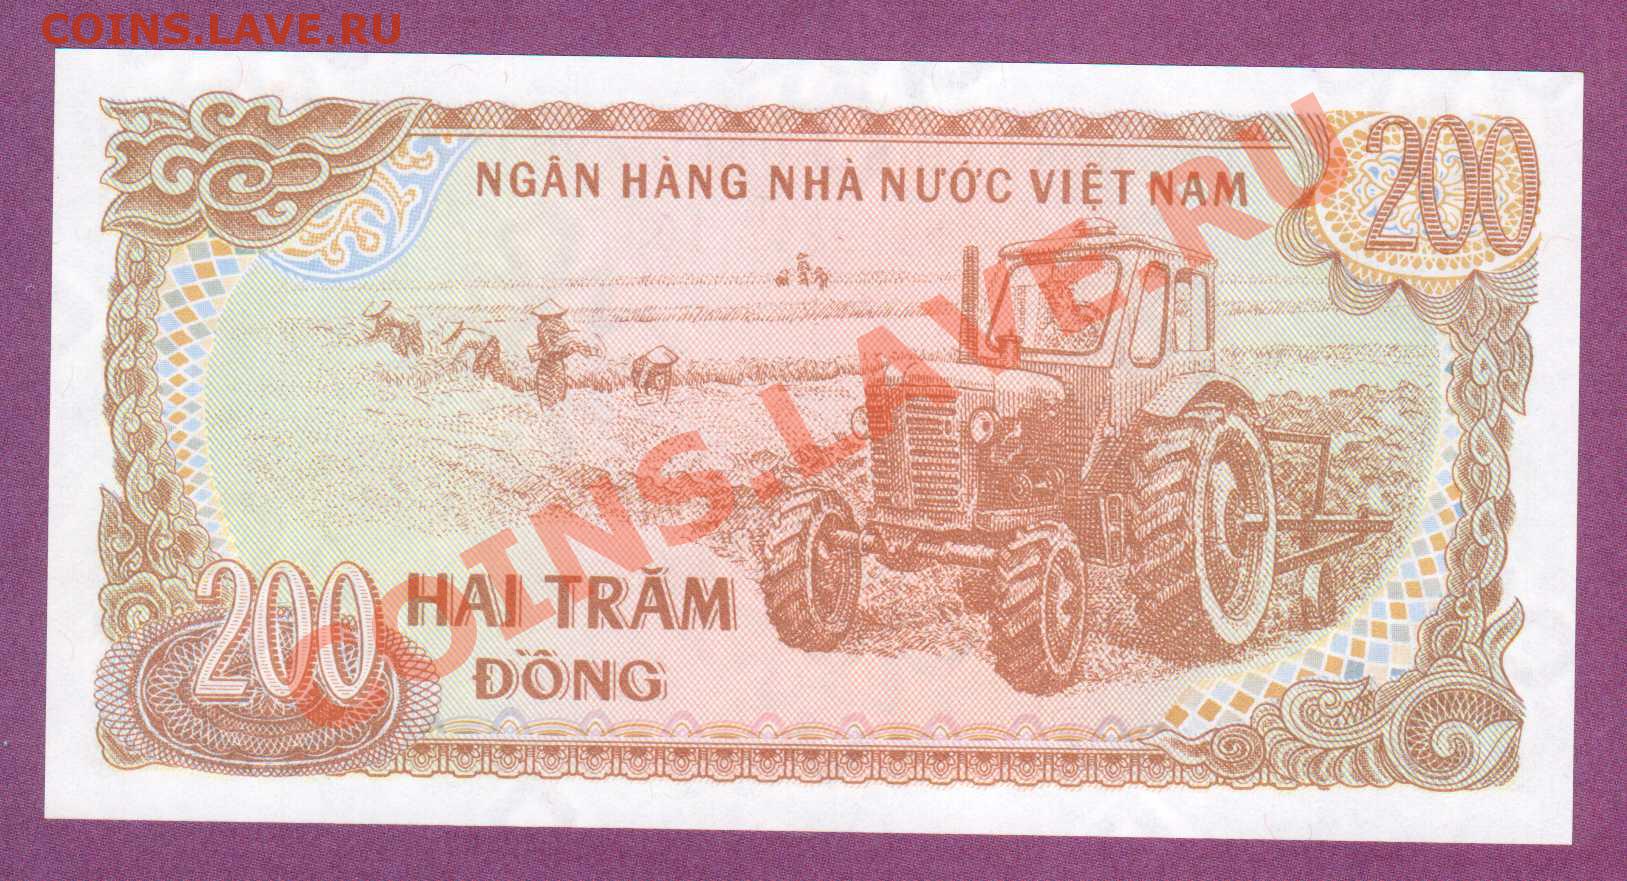 COINS.LAVE.RU
200
NGÂN HÀNG NHÀ NƯỚC VIỆT NAM
COINS.LAVE.RU
HAI TRĂM
200
ĐỒNG